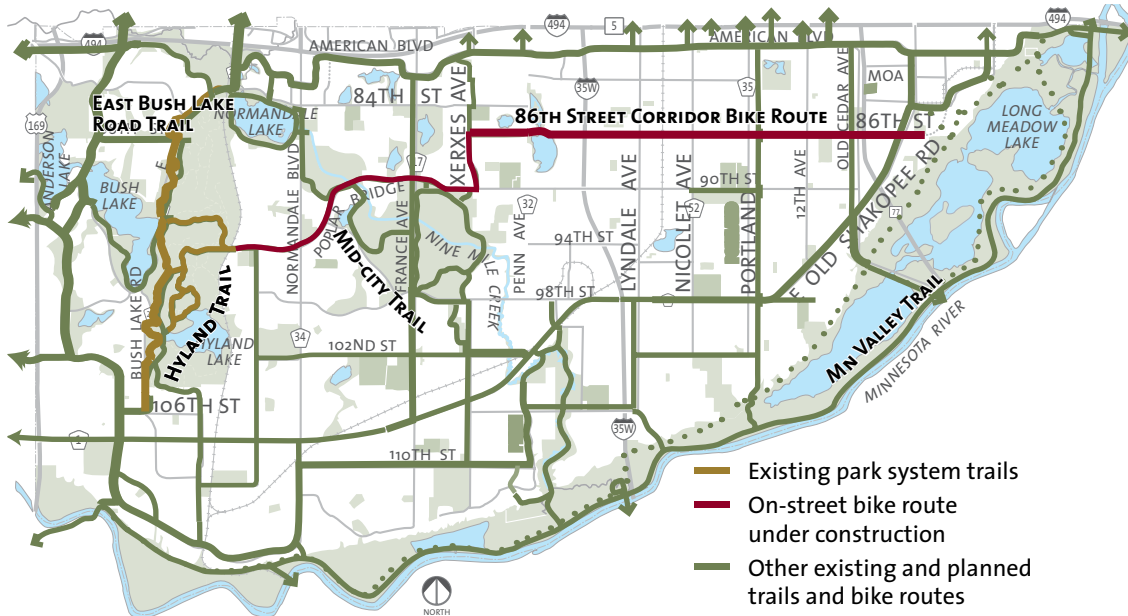 494
5
494
494
AMERICAN BLVD
AMERICAN BLVD
84TH ST
XERXES AVE
35W
35
OLD CEDAR AVE
MOA
169
EAST BUSH LAKE
ROAD TRAIL
NORMANDALE
LAKE
86TH STREET CORRIDOR BIKE ROUTE
86TH ST
LONG
MEADOW
LAKE
ANDERSON
LAKE
E
BUSH
LAKE
NORMANDALE BLVD
17
POPLAR BRIDGE
FRANCE AVE
MID-CITY TRAIL
NINE MILE
CREEK
32
PENN AVE
94TH ST
98TH ST
LYNDALE AVE
NICOLLET AVE
52
90TH ST
PORTLAND
12TH AVE
E OLD SHAKOPEE RD
77
BUSH LAKE RD
HYLAND TRAIL
HYLAND
LAKE
34
102ND ST
106TH ST
1
110TH ST
35W
MN VALLEY TRAIL
MINNESOTA RIVER
Existing park system trails
On-street bike route
under construction
Other existing and planned
trails and bike routes
NORTH